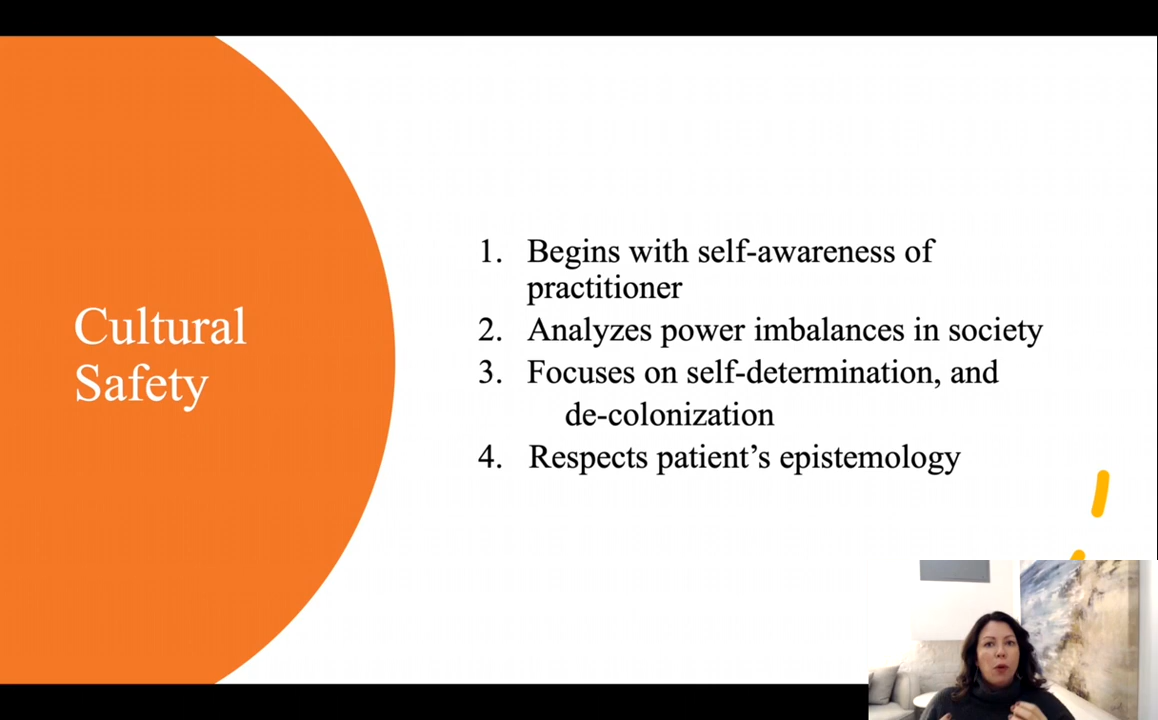 Cultural
Safety
1. Begins with self-awareness of
practitioner
2. Analyzes power imbalances in society
3. Focuses on self-determination, and
de-colonization
4. Respects patient’s epistemology